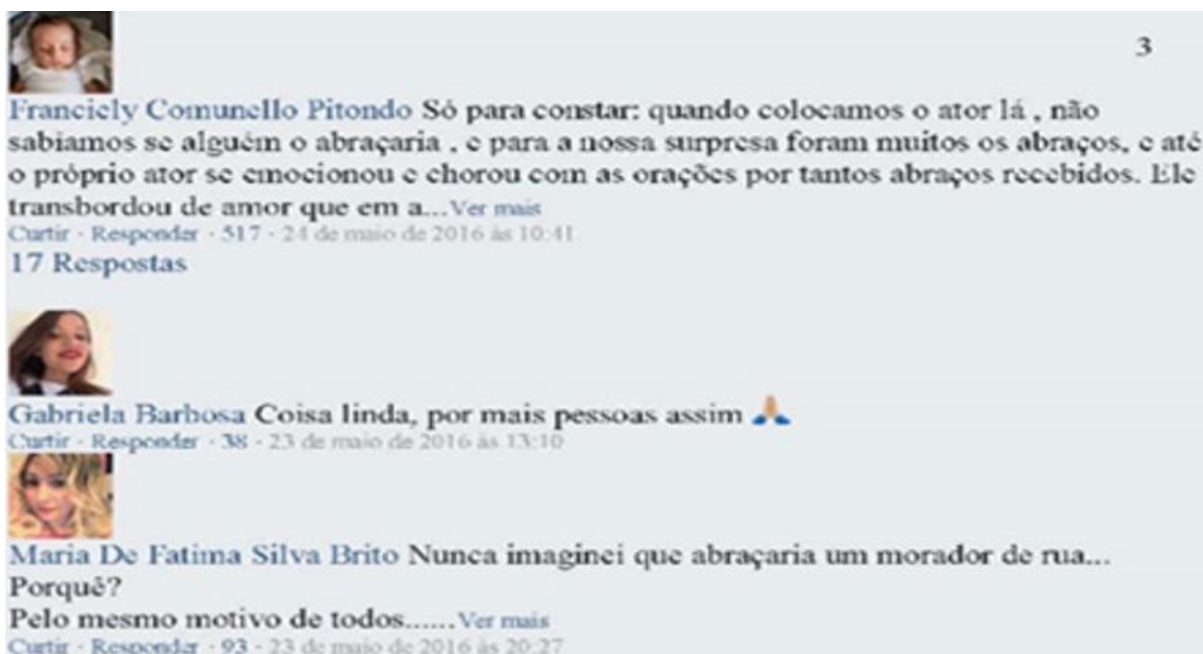 3
Franciely Comunello Pitondo Só para constar: quando colocamos o ator lá , não
sabíamos se alguém o abraçaria , e para a nossa surpresa foram muitos os abraços, e até
o próprio ator se emocionou e chorou com as orações por tantos abraços recebidos. Ele
transbordou de amor que em a...Ver mais
Curtir · Responder · 517 · 24 de maio de 2016 às 10:41
17 Respostas
Gabriela Barbosa Coisa linda, por mais pessoas assim 🙏🏼
Curtir · Responder · 38 · 23 de maio de 2016 às 13:10
Maria De Fatima Silva Brito Nunca imaginei que abraçaria um morador de rua...
Porquê?
Pelo mesmo motivo de todos......Ver mais
Curtir · Responder · 93 · 23 de maio de 2016 às 20:27